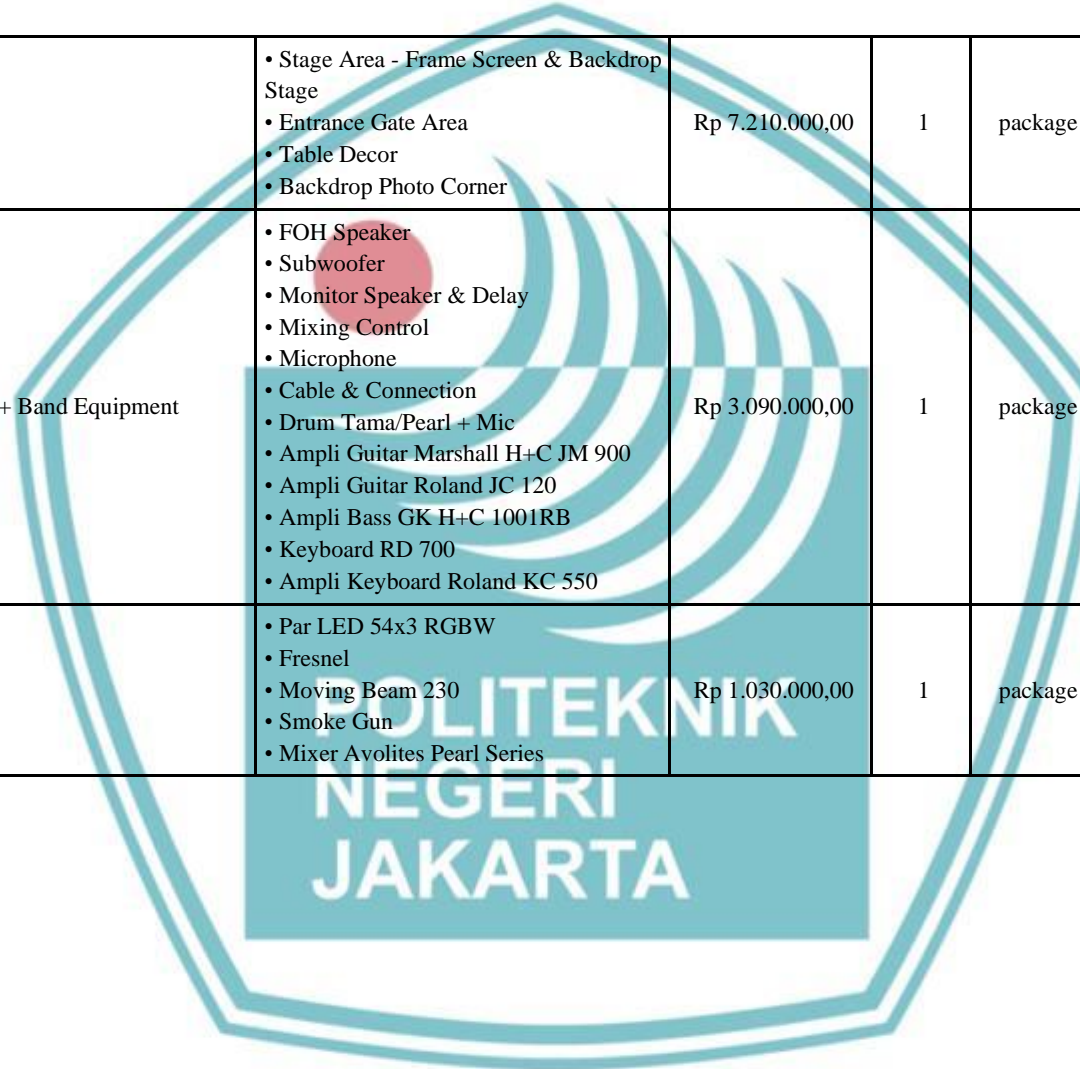 • Stage Area - Frame Screen & Backdrop
Stage
• Entrance Gate Area
• Table Decor
• Backdrop Photo Corner
Rp 7.210.000,00
1
package
+ Band Equipment
• FOH Speaker
• Subwoofer
• Monitor Speaker & Delay
• Mixing Control
• Microphone
• Cable & Connection
• Drum Tama/Pearl + Mic
• Ampli Guitar Marshall H+C JM 900
• Ampli Guitar Roland JC 120
• Ampli Bass GK H+C 1001RB
• Keyboard RD 700
• Ampli Keyboard Roland KC 550
Rp 3.090.000,00
1
package
• Par LED 54x3 RGBW
• Fresnel
• Moving Beam 230
• Smoke Gun
• Mixer Avolites Pearl Series
Rp 1.030.000,00
1
package
POLITEKNIK
NEGERI
JAKARTA